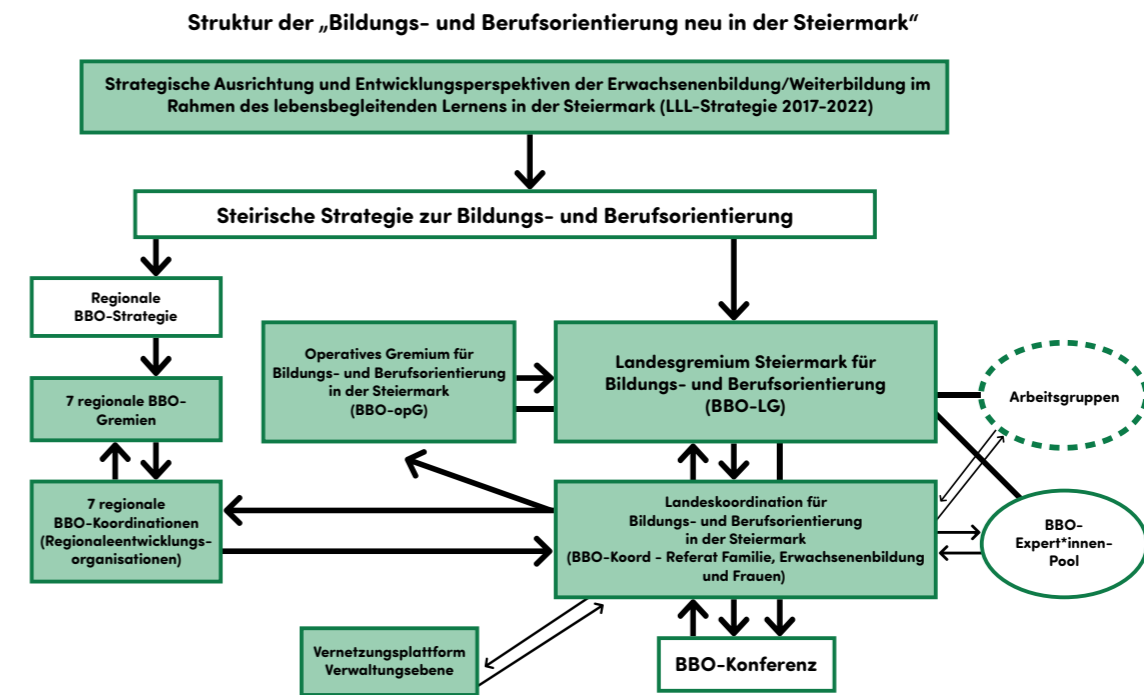 Struktur der „Bildungs- und Berufsorientierung neu in der Steiermark“
Strategische Ausrichtung und Entwicklungsperspektiven der Erwachsenenbildung/Weiterbildung im
Rahmen des lebensbegleitenden Lernens in der Steiermark (LLL-Strategie 2017-2022)
Steirische Strategie zur Bildungs- und Berufsorientierung
Regionale
BBO-Strategie
Operatives Gremium für
Bildungs- und Berufsorientierung
in der Steiermark
(BBO-opG)
Landesgremium Steiermark für
Bildungs- und Berufsorientierung
(BBO-LG)
Arbeitsgruppen
7 regionale BBO-
Gremien
7 regionale
BBO-Koordinationen
(Regionaleentwicklungs-
organisationen)
Landeskoordination für
Bildungs- und Berufsorientierung
in der Steiermark
(BBO-Koord - Referat Familie, Erwachsenenbildung
und Frauen)
BBO-
Expert*innen-
Pool
Vernetzungsplattform
Verwaltungsebene
BBO-Konferenz